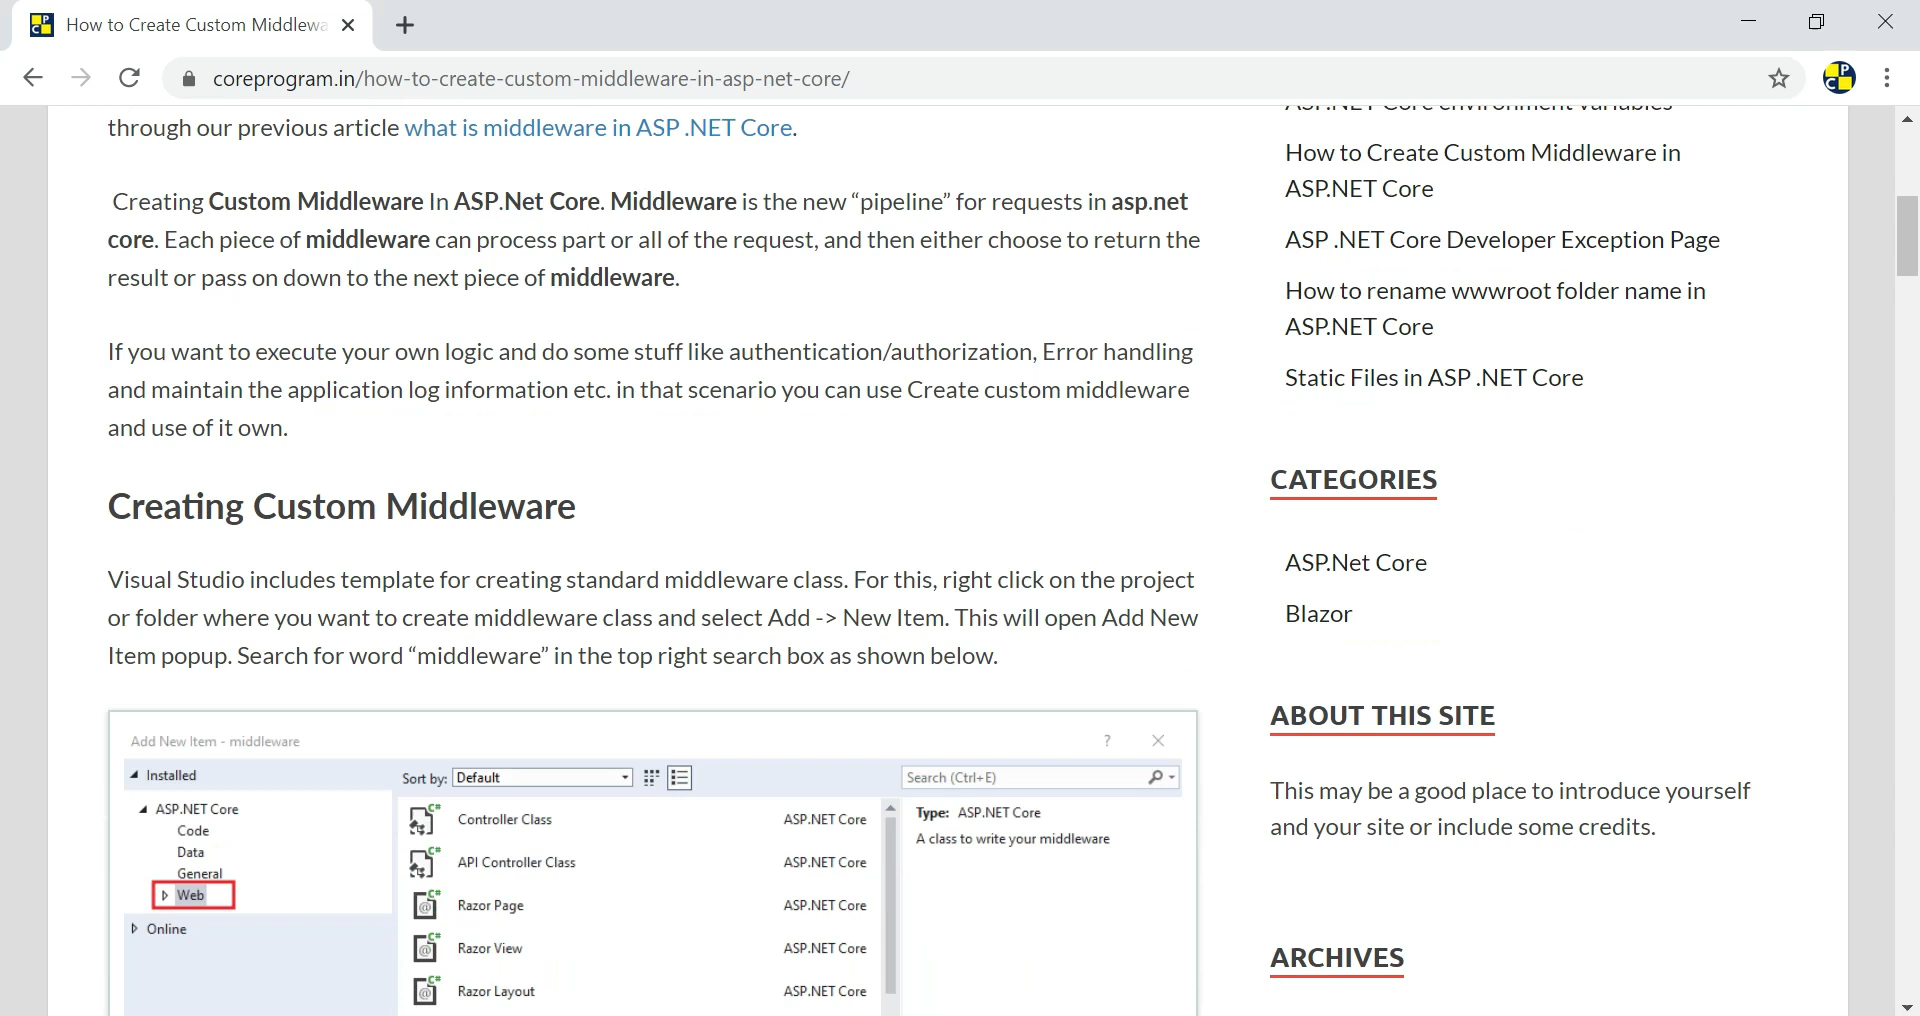 How to Create Custom Middlewa
coreprogram.in/how-to-create-custom-middleware-in-asp-net-core/
through our previous article what is middleware in ASP .NET Core.
Creating Custom Middleware In ASP.Net Core. Middleware is the new “pipeline” for requests in asp.net
core. Each piece of middleware can process part or all of the request, and then either choose to return the
result or pass on down to the next piece of middleware.
If you want to execute your own logic and do some stuff like authentication/authorization, Error handling
and maintain the application log information etc. in that scenario you can use Create custom middleware
and use of it own.
Creating Custom Middleware
Visual Studio includes template for creating standard middleware class. For this, right click on the project
or folder where you want to create middleware class and select Add -> New Item. This will open Add New
Item popup. Search for word “middleware” in the top right search box as shown below.
Add New Item - middleware
Installed
ASP.NET Core
Code
Data
General
Web
Online
Sort by: Default
Search (Ctrl+E)
Controller Class ASP.NET Core
API Controller Class ASP.NET Core
Razor Page ASP.NET Core
Razor View ASP.NET Core
Razor Layout ASP.NET Core
Type: ASP.NET Core
A class to write your middleware
ASP.NET Core environment variables
How to Create Custom Middleware in
ASP.NET Core
ASP .NET Core Developer Exception Page
How to rename wwwroot folder name in
ASP.NET Core
Static Files in ASP .NET Core
CATEGORIES
ASP.Net Core
Blazor
ABOUT THIS SITE
This may be a good place to introduce yourself
and your site or include some credits.
ARCHIVES